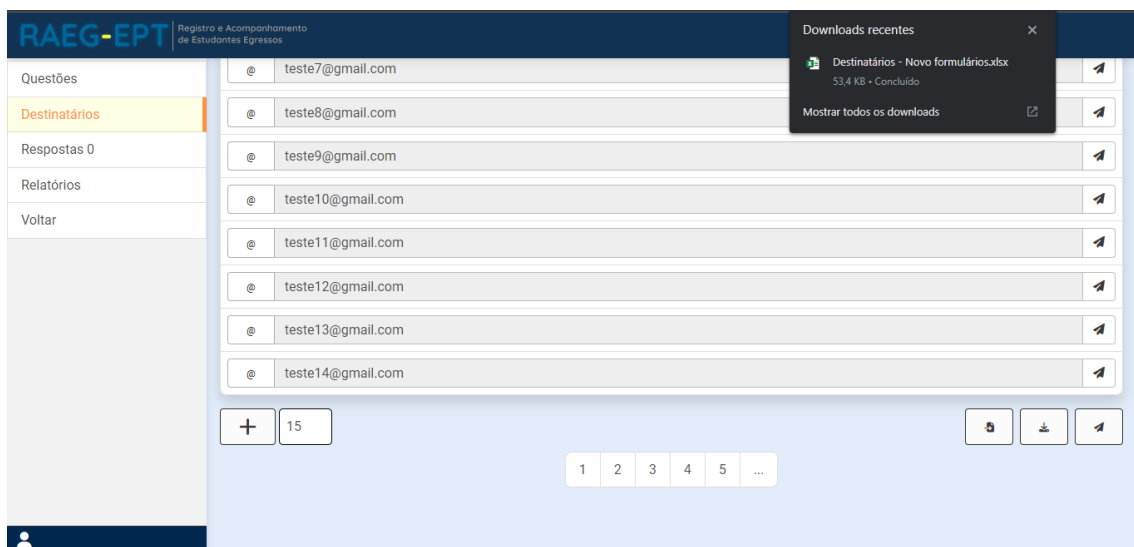 RAEG-EPT
Registro e Acompanhamento
de Estudantes Egressos
Downloads recentes
Destinatários - Novo formulários.xlsx
53,4 KB • Concluído
Mostrar todos os downloads
Questões
Destinatários
Respostas 0
Relatórios
Voltar
@ teste7@gmail.com
@ teste8@gmail.com
@ teste9@gmail.com
@ teste10@gmail.com
@ teste11@gmail.com
@ teste12@gmail.com
@ teste13@gmail.com
@ teste14@gmail.com
15
1 2 3 4 5 ...